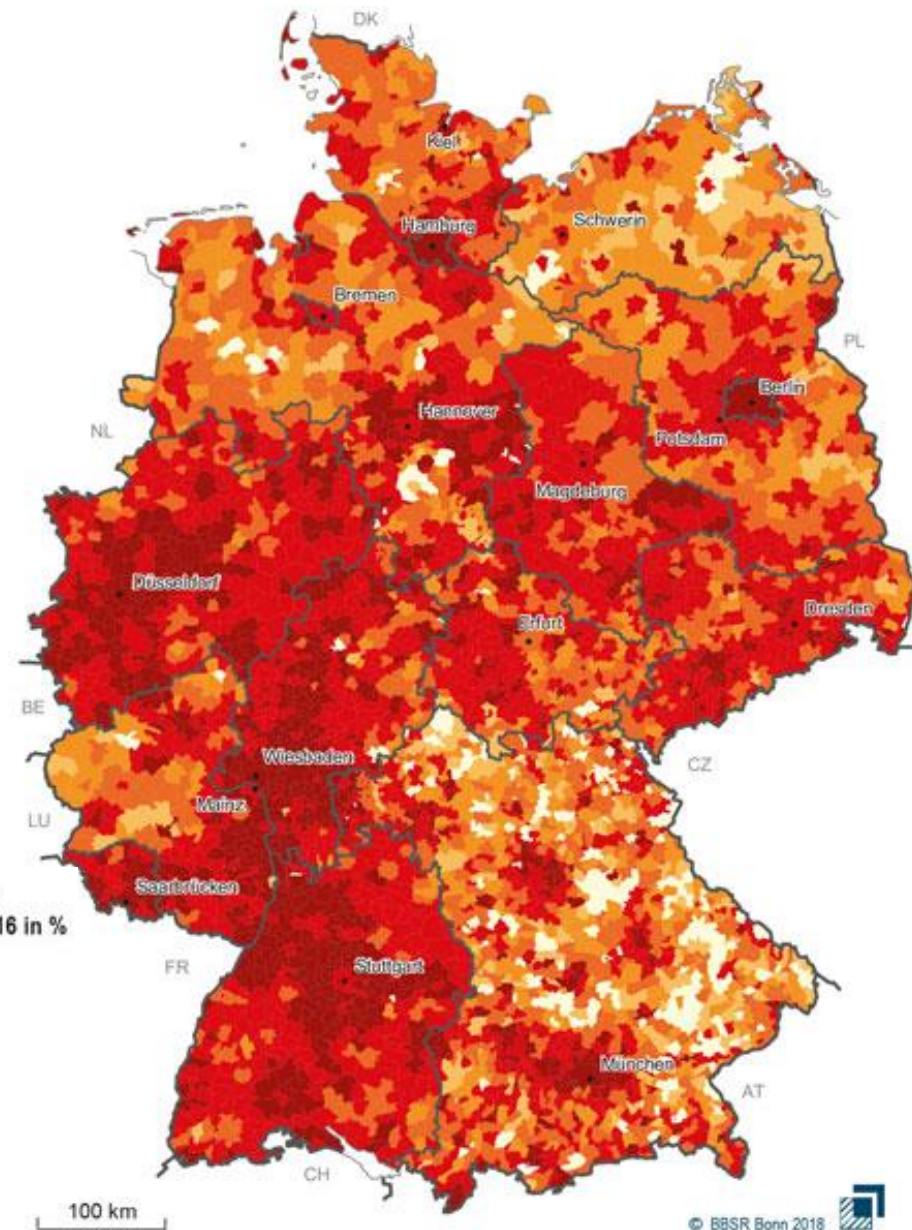 DK
Kiel
Schwerin
Hamburg
Bremen
PL
Berlin
Hannover
NL
Potsdam
Magdeburg
Düsseldorf
Dresden
Erfurt
BE
Wiesbaden
CZ
Mainz
LU
Saarbrücken
16 in %
FR
Stuttgart
München
AT
CH
100 km
© BBSR Bonn 2018